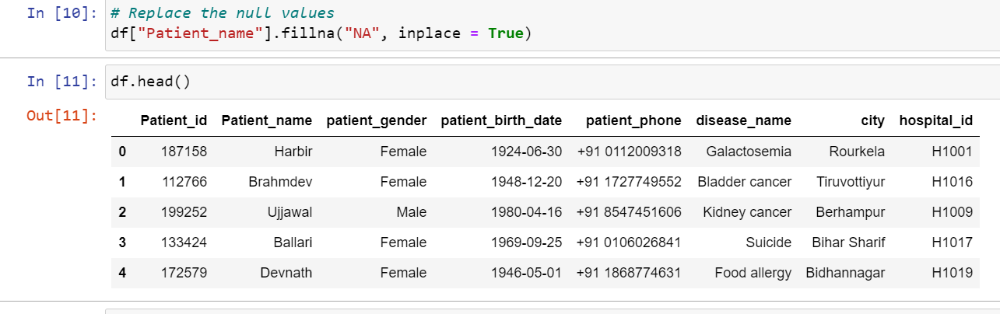 In [10]: # Replace the null values
df["Patient_name"].fillna("NA", inplace = True)
In [11]: df.head()
Out[11]:
Patient_id Patient_name patient_gender patient_birth_date patient_phone disease_name city hospital_id
0 187158 Harbir Female 1924-06-30 +91 0112009318 Galactosemia Rourkela H1001
1 112766 Brahmdev Female 1948-12-20 +91 1727749552 Bladder cancer Tiruvottiyur H1016
2 199252 Ujjawal Male 1980-04-16 +91 8547451606 Kidney cancer Berhampur H1009
3 133424 Ballari Female 1969-09-25 +91 0106026841 Suicide Bihar Sharif H1017
4 172579 Devnath Female 1946-05-01 +91 1868774631 Food allergy Bidhannagar H1019